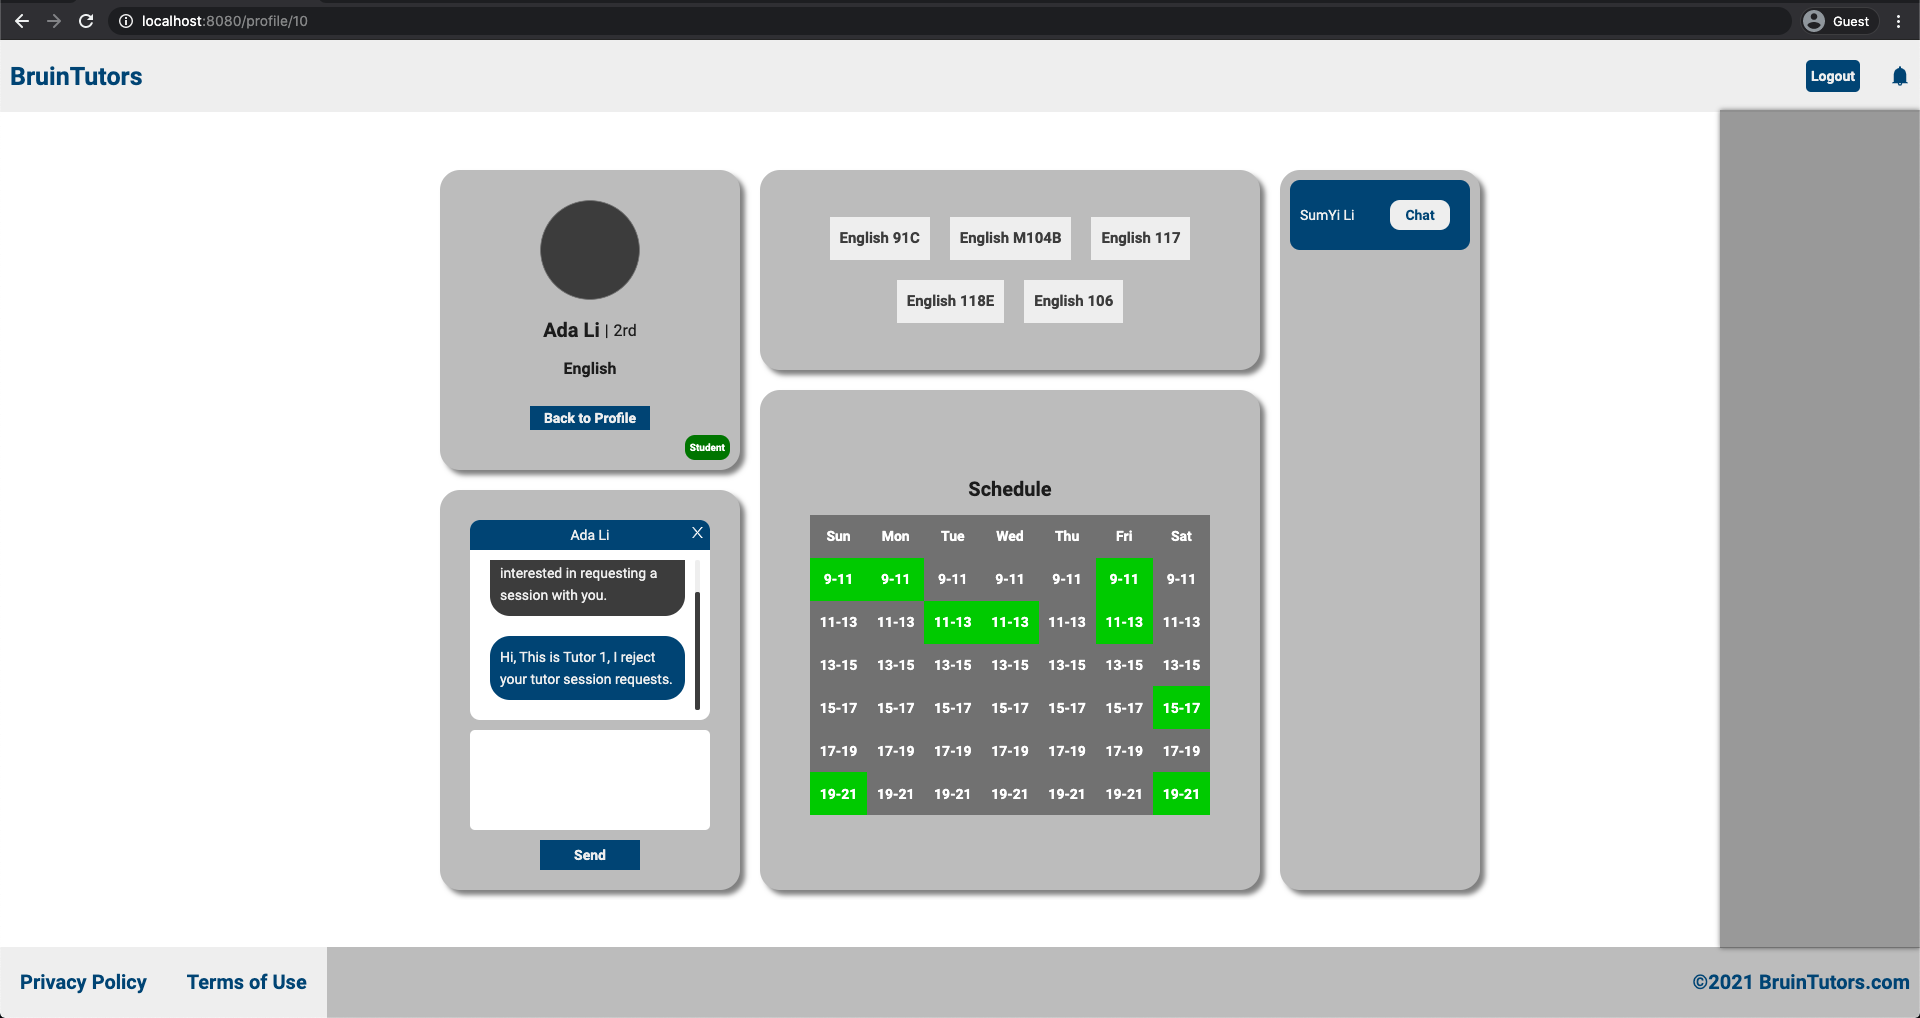 localhost:8080/profile/10
Guest
BruinTutors
Logout
Ada Li | 2rd
English
Back to Profile
Student
English 91C English M104B English 117
English 118E English 106
SumYi Li Chat
Ada Li X
interested in requesting a
session with you.
Hi, This is Tutor 1, I reject
your tutor session requests.
Send
Schedule
Sun Mon Tue Wed Thu Fri Sat
9-11 9-11 9-11 9-11 9-11 9-11 9-11
11-13 11-13 11-13 11-13 11-13 11-13 11-13
13-15 13-15 13-15 13-15 13-15 13-15 13-15
15-17 15-17 15-17 15-17 15-17 15-17 15-17
17-19 17-19 17-19 17-19 17-19 17-19 17-19
19-21 19-21 19-21 19-21 19-21 19-21 19-21
Privacy Policy Terms of Use
©2021 BruinTutors.com